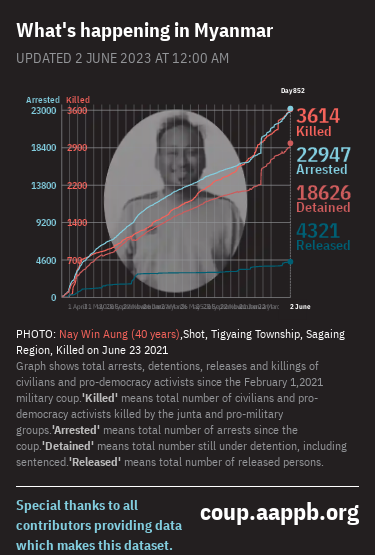 What's happening in Myanmar
UPDATED 2 JUNE 2023 AT 12:00 AM
Day852
Arrested Killed
23000 3600
18400 2900
13800 2200
9200 1400
4600 700
0
3614
Killed
22947
Arrested
18626
Detained
4321
Released
1 April
2 June
PHOTO: Nay Win Aung (40 years),Shot, Tigyaing Township, Sagaing
Region, Killed on June 23 2021
Graph shows total arrests, detentions, releases and killings of
civilians and pro-democracy activists since the February 1,2021
military coup.'Killed' means total number of civilians and pro-
democracy activists killed by the junta and pro-military
groups.'Arrested' means total number of arrests since the
coup.'Detained' means total number still under detention, including
sentenced.'Released' means total number of released persons.
Special thanks to all
contributors providing data
which makes this dataset.
coup.aappb.org